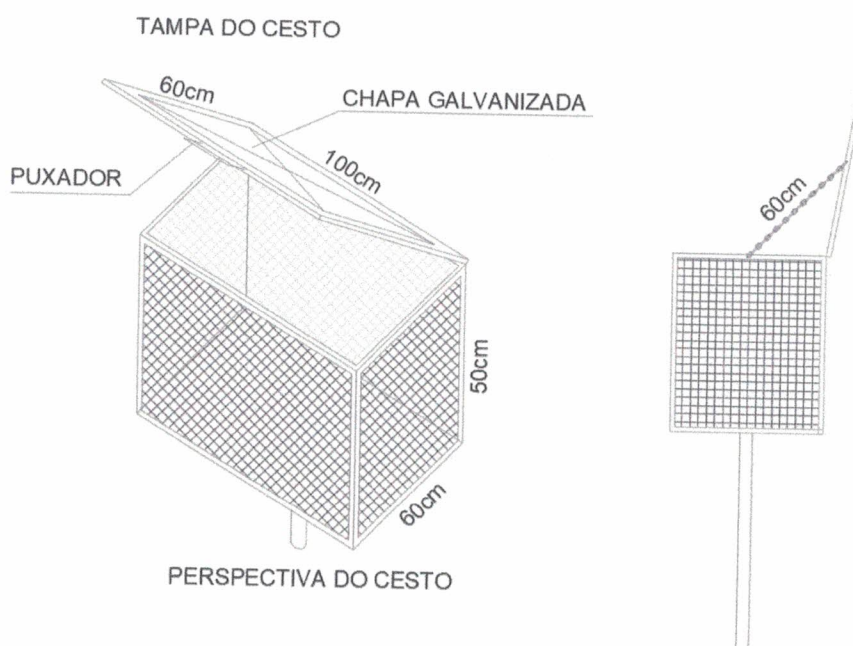 TAMPA DO CESTO
60cm
CHAPA GALVANIZADA
PUXADOR
100cm
50cm
60cm
PERSPECTIVA DO CESTO
60cm